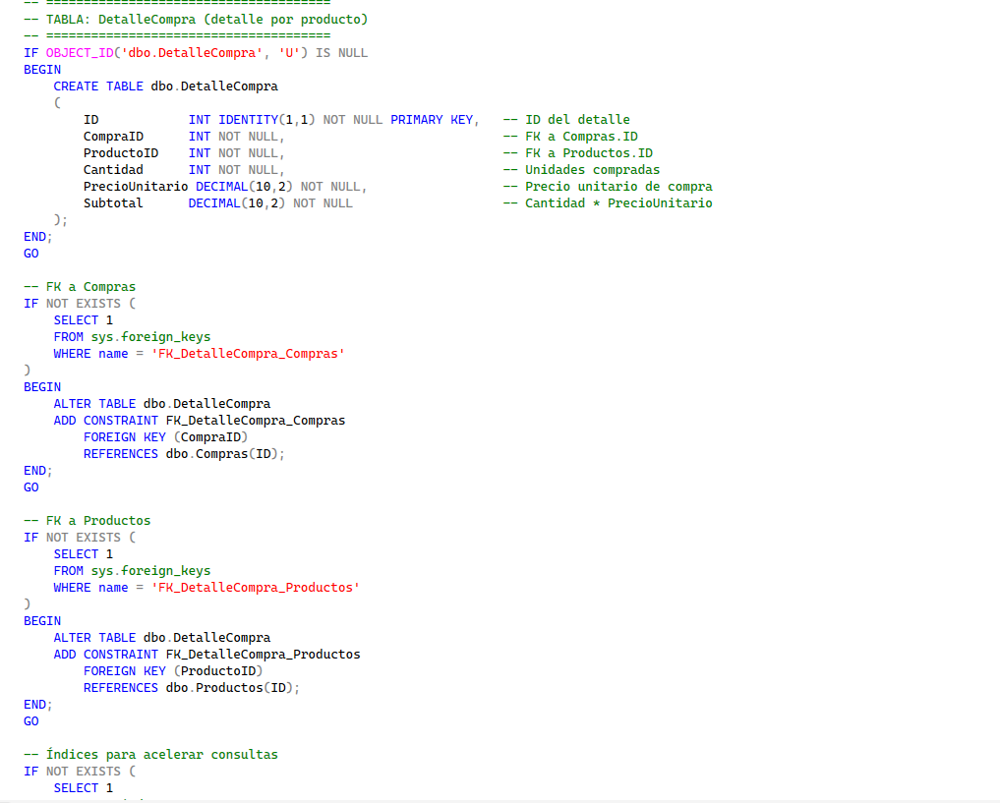 -- ======================================
-- TABLA: DetalleCompra (detalle por producto)
-- ======================================
IF OBJECT_ID('dbo.DetalleCompra', 'U') IS NULL
BEGIN
    CREATE TABLE dbo.DetalleCompra
    (
        ID            INT IDENTITY(1,1) NOT NULL PRIMARY KEY,   -- ID del detalle
        CompraID      INT NOT NULL,                             -- FK a Compras.ID
        ProductoID    INT NOT NULL,                             -- FK a Productos.ID
        Cantidad      INT NOT NULL,                             -- Unidades compradas
        PrecioUnitario DECIMAL(10,2) NOT NULL,                  -- Precio unitario de compra
        Subtotal      DECIMAL(10,2) NOT NULL                    -- Cantidad * PrecioUnitario
    );
END;
GO

-- FK a Compras
IF NOT EXISTS (
    SELECT 1
    FROM sys.foreign_keys
    WHERE name = 'FK_DetalleCompra_Compras'
)
BEGIN
    ALTER TABLE dbo.DetalleCompra
    ADD CONSTRAINT FK_DetalleCompra_Compras
        FOREIGN KEY (CompraID)
        REFERENCES dbo.Compras(ID);
END;
GO

-- FK a Productos
IF NOT EXISTS (
    SELECT 1
    FROM sys.foreign_keys
    WHERE name = 'FK_DetalleCompra_Productos'
)
BEGIN
    ALTER TABLE dbo.DetalleCompra
    ADD CONSTRAINT FK_DetalleCompra_Productos
        FOREIGN KEY (ProductoID)
        REFERENCES dbo.Productos(ID);
END;
GO

-- Índices para acelerar consultas
IF NOT EXISTS (
    SELECT 1